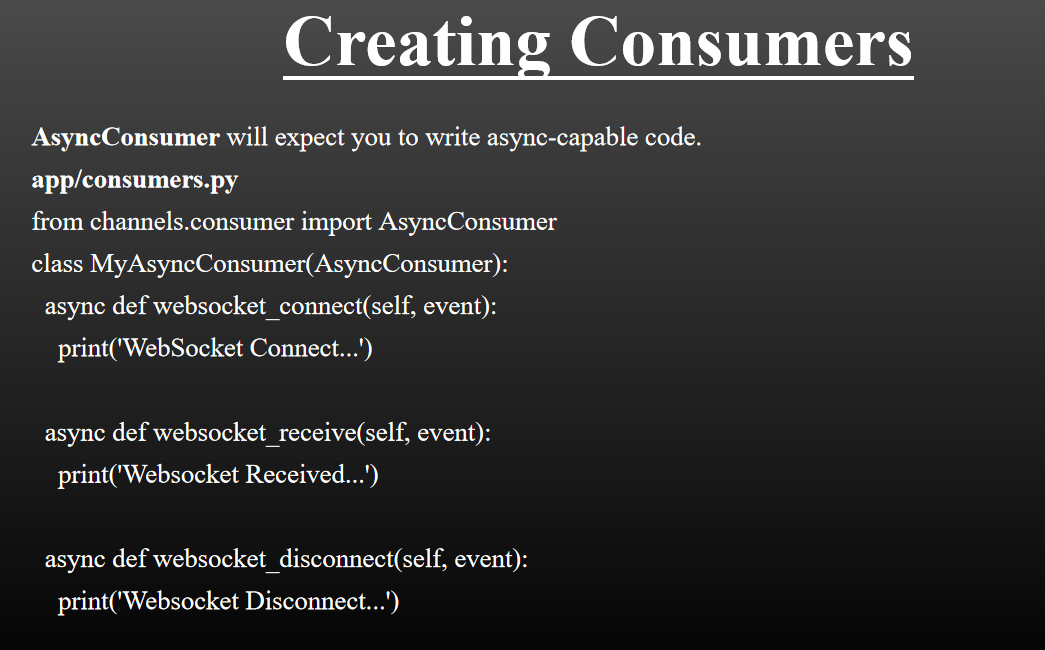 Creating Consumers
AsyncConsumer will expect you to write async-capable code.
app/consumers.py
from channels.consumer import AsyncConsumer
class MyAsyncConsumer(AsyncConsumer):
async def websocket_connect(self, event):
print('WebSocket Connect...')
async def websocket_receive(self, event):
print('Websocket Received...')
async def websocket_disconnect(self, event):
print('Websocket Disconnect...')